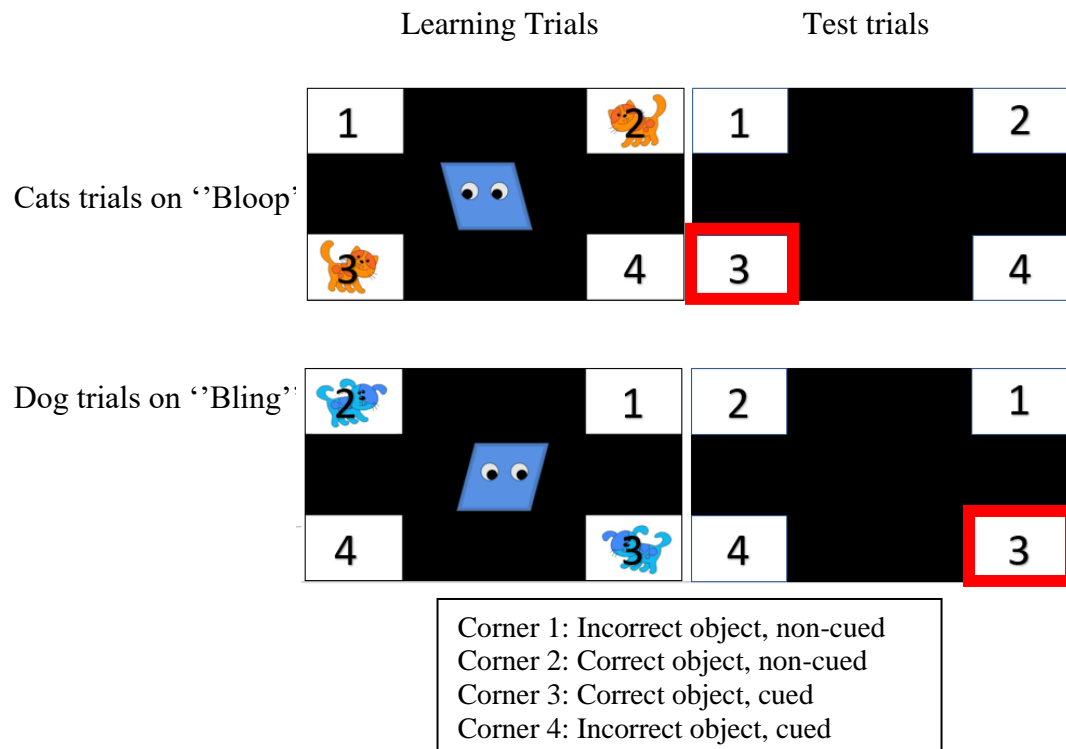 Learning Trials Test trials
1 2 1 2
Cats trials on ‘’Bloop’
3 4 3 4
Dog trials on ‘’Bling’’
2 1 2 1
4 3 4 3
Corner 1: Incorrect object, non-cued
Corner 2: Correct object, non-cued
Corner 3: Correct object, cued
Corner 4: Incorrect object, cued